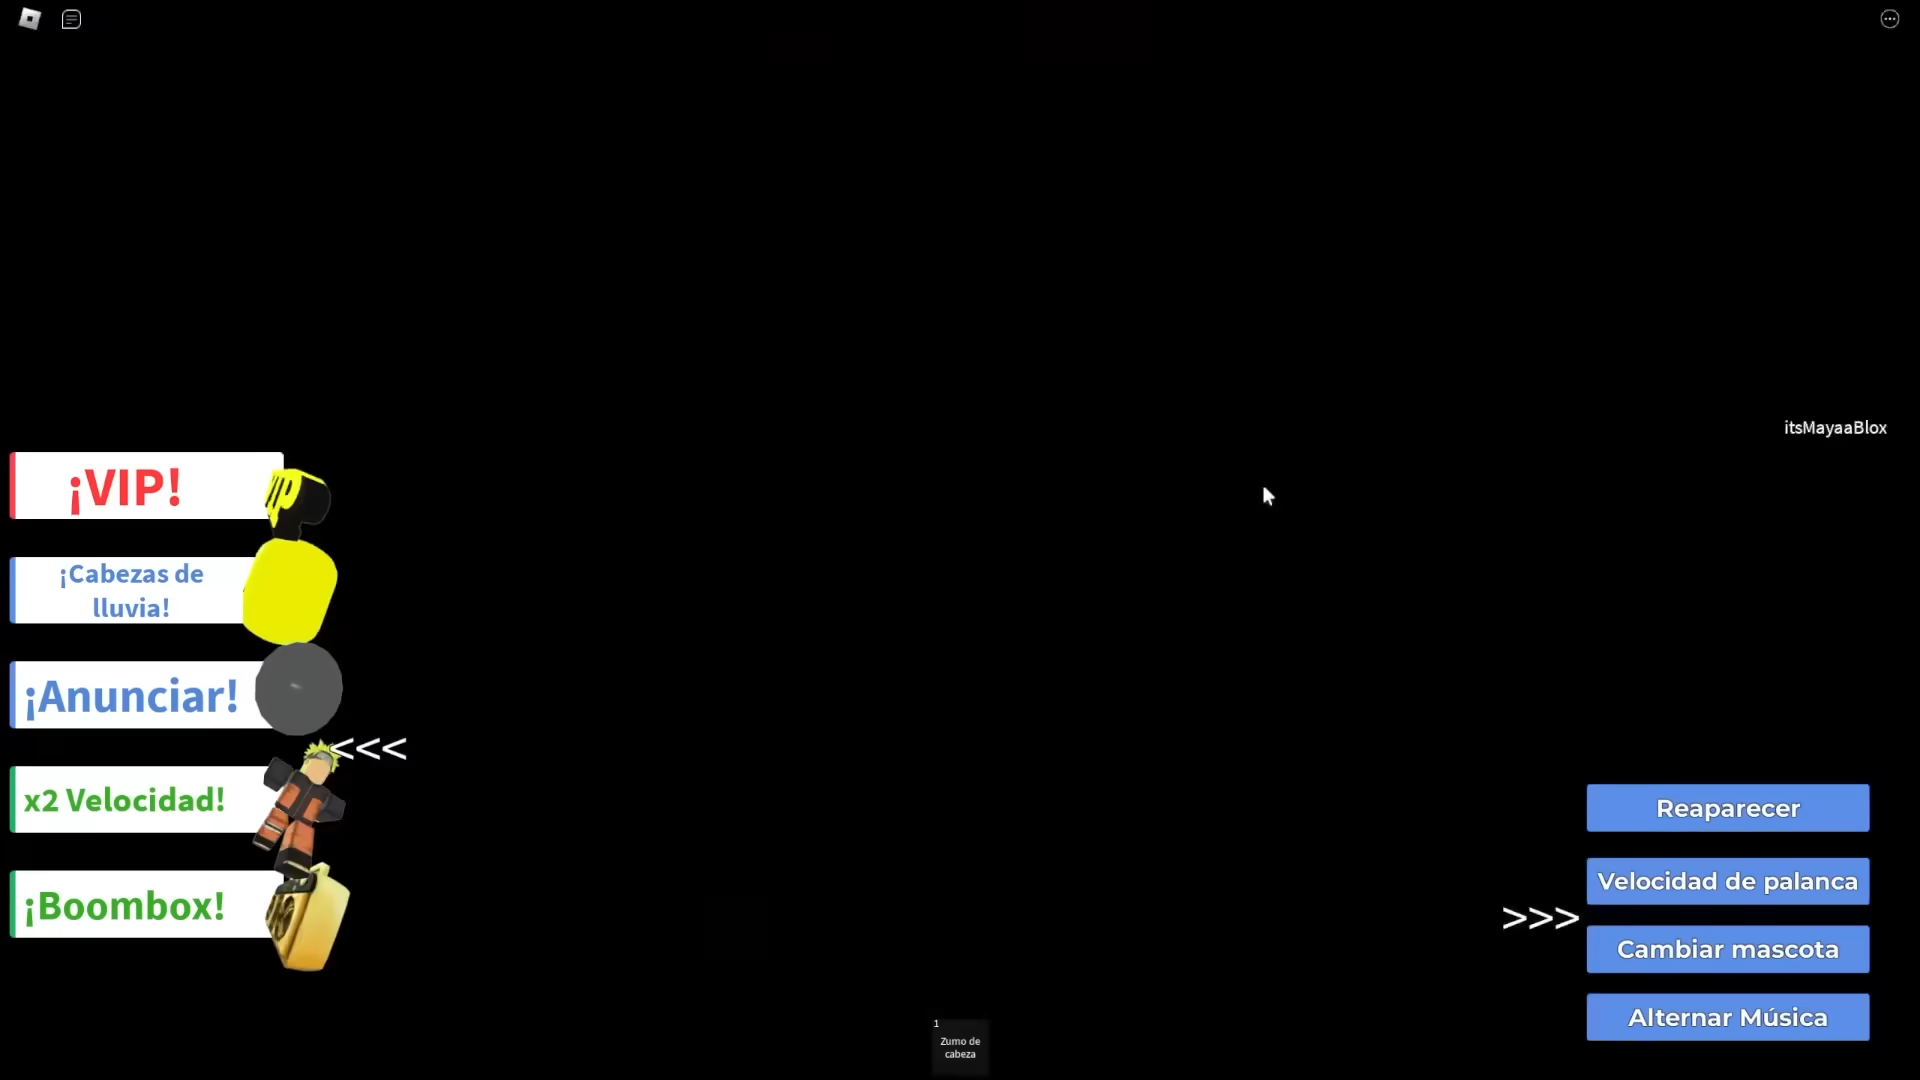 itsMayaaBlox
¡VIP!
¡Cabezas de
lluvia!
¡Anunciar!
<<<
x2 Velocidad!
¡Boombox!
Reaparecer
Velocidad de palanca
>>>
Cambiar mascota
Alternar Música
1
Zumo de
cabeza